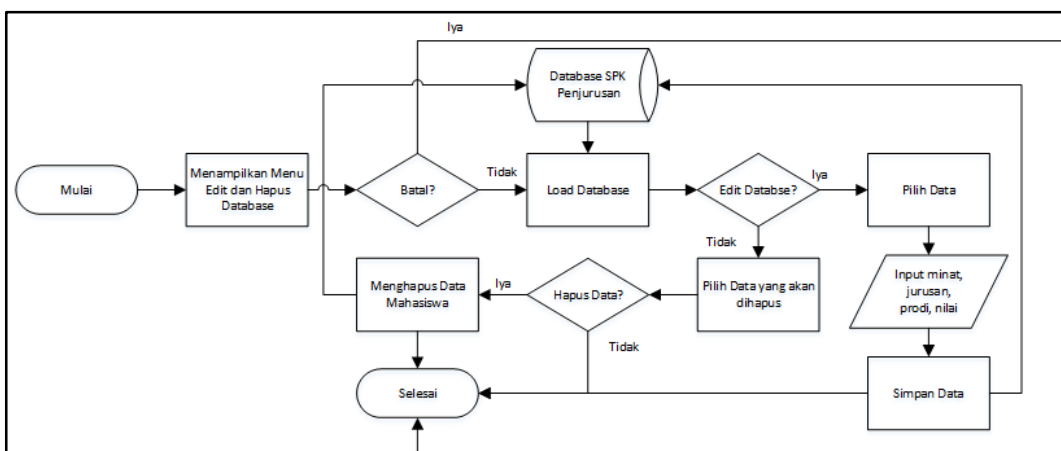 Iya
Database SPK
Penjurusan
Mulai
Menampilkan Menu
Edit dan Hapus
Database
Batal?
Tidak
Load Database
Edit Databse?
Iya
Pilih Data
Tidak
Menghapus Data
Mahasiswa
Iya
Hapus Data?
Pilih Data yang akan
dihapus
Input minat,
jurusan,
prodi, nilai
Tidak
Selesai
Simpan Data